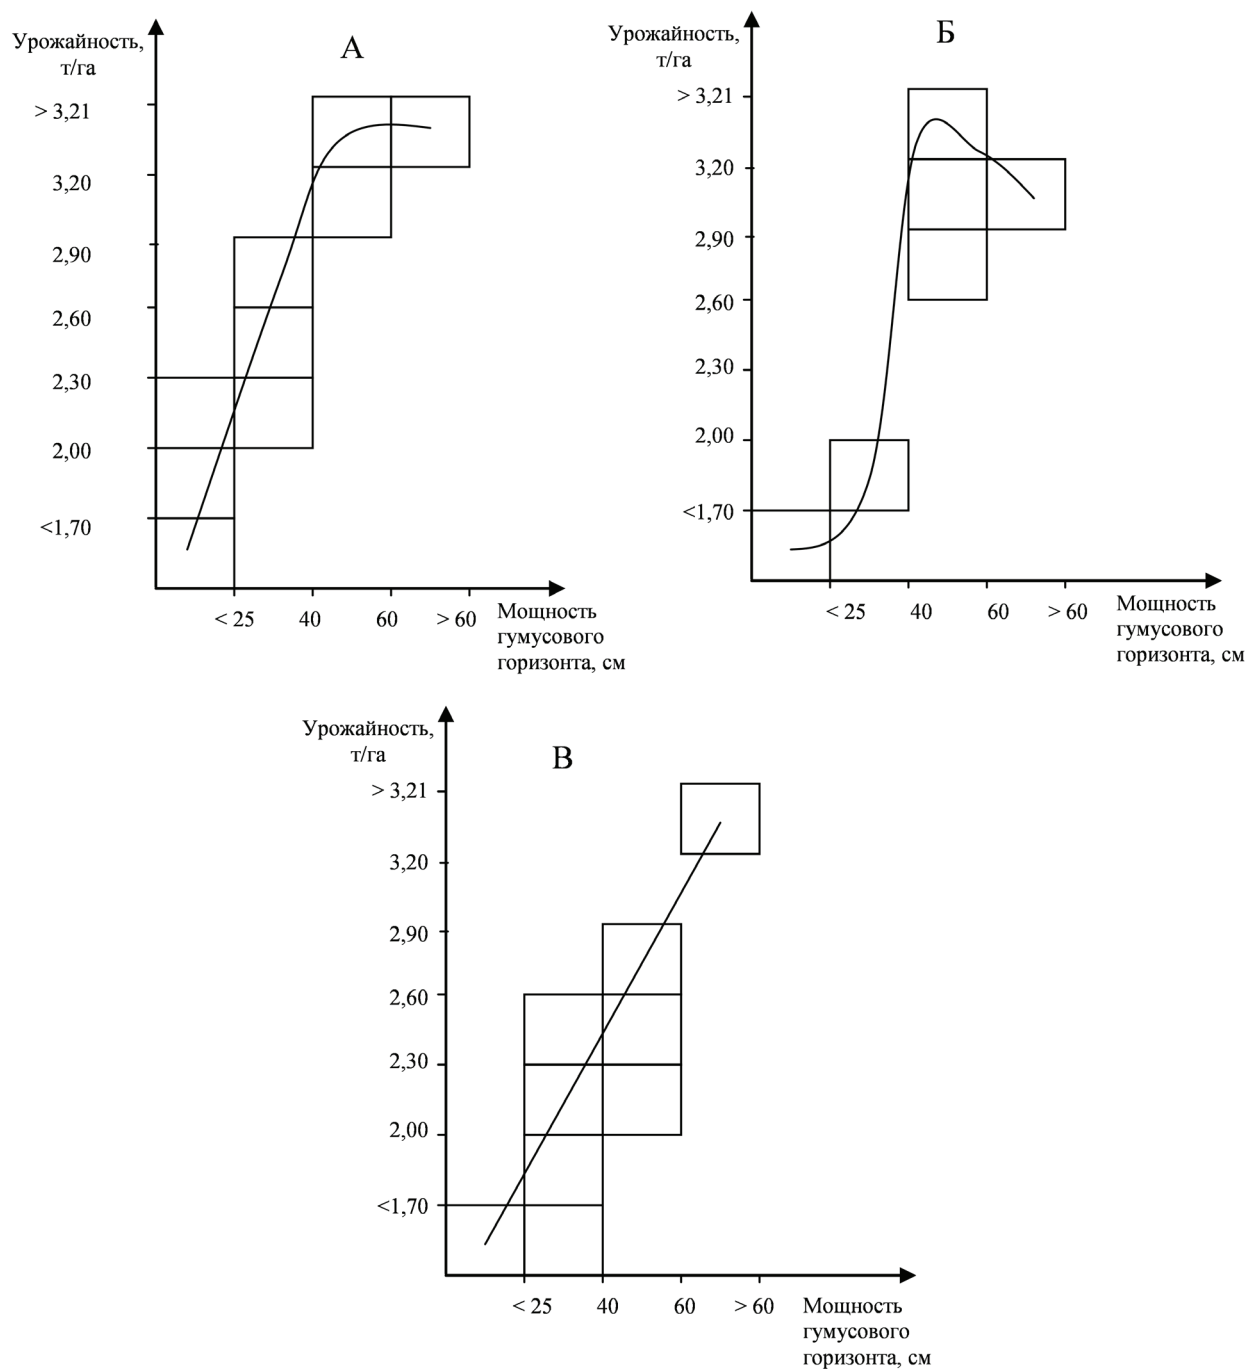 Урожайность,
т/га
А
> 3,21
3,20
2,90
2,60
2,30
2,00
<1,70
< 25
40
60
> 60
Мощность
гумусового
горизонта, см
Урожайность,
т/га
Б
> 3,21
3,20
2,90
2,60
2,30
2,00
<1,70
< 25
40
60
> 60
Мощность
гумусового
горизонта, см
Урожайность,
т/га
В
> 3,21
3,20
2,90
2,60
2,30
2,00
<1,70
< 25
40
60
> 60
Мощность
гумусового
горизонта, см